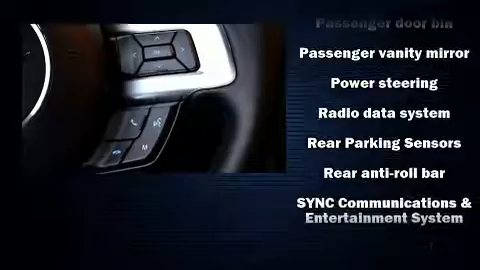 Passenger door bin
Passenger vanity mirror
Power steering
Radio data system
Rear Parking Sensors
Rear anti-roll bar
SYNC Communications &
Entertainment System
M